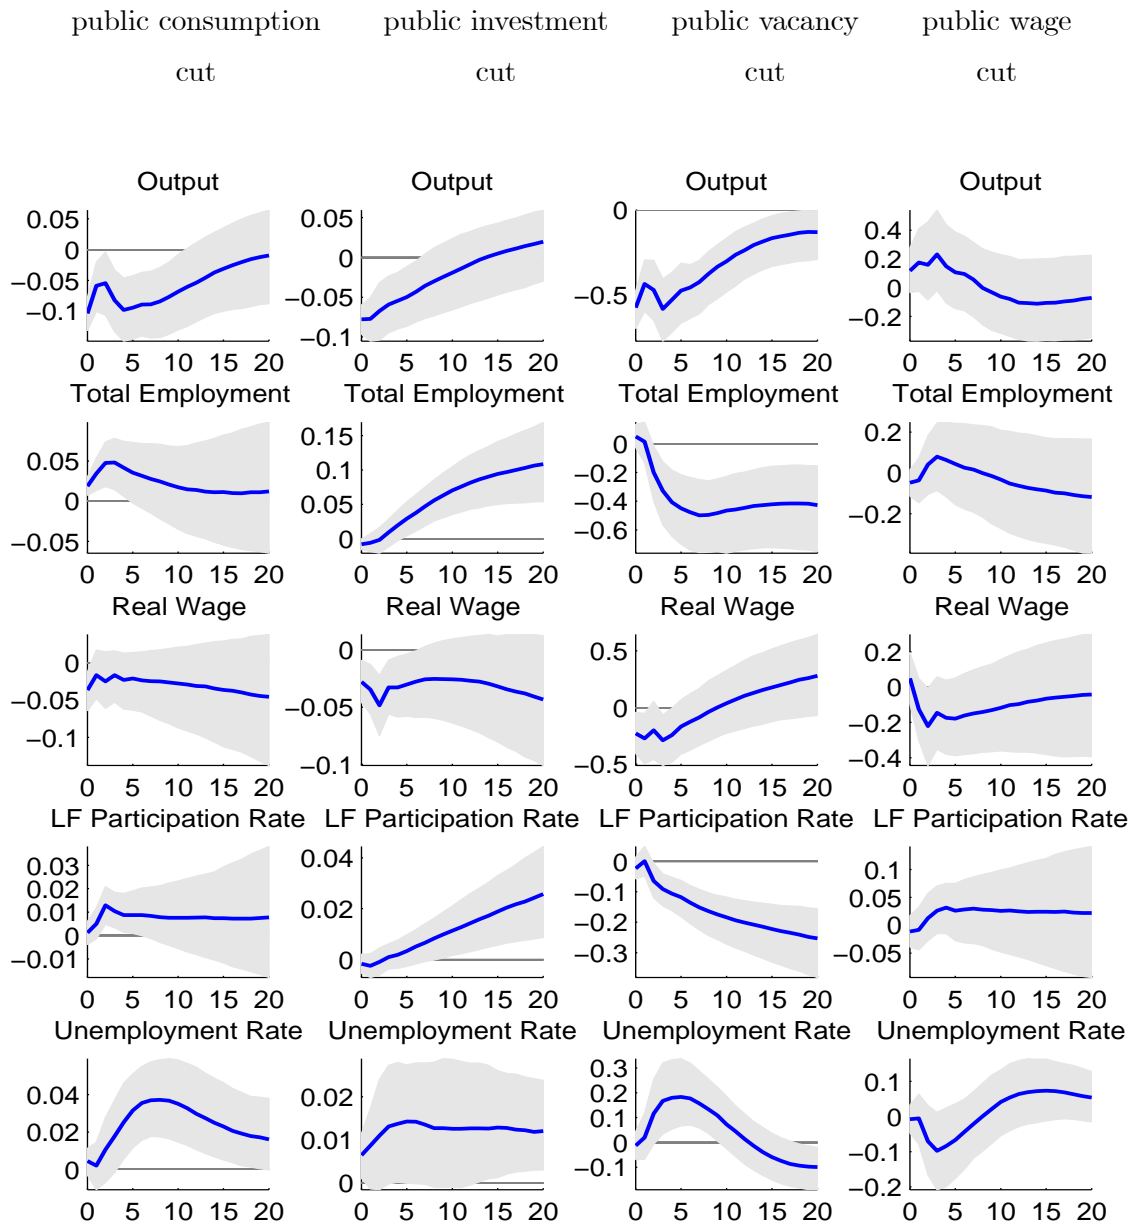 public consumption public investment public vacancy public wage
cut cut cut cut
Output Output Output Output
0.05 0.05 0 0.4
0 0 −0.5 0.2
−0.05 −0.05 0
−0.1 −0.1 −0.2
0 5 10 15 20 0 5 10 15 20 0 5 10 15 20 0 5 10 15 20
Total Employment Total Employment Total Employment Total Employment
0.05 0.15 0 0.2
0 0.1 −0.2 0
−0.05 0.05 −0.4 −0.2
0 −0.6
0 5 10 15 20 0 5 10 15 20 0 5 10 15 20 0 5 10 15 20
Real Wage Real Wage Real Wage Real Wage
0 0 0.5 0.2
−0.05 −0.05 0 0
−0.1 −0.1 −0.5 −0.2
−0.4
0 5 10 15 20 0 5 10 15 20 0 5 10 15 20 0 5 10 15 20
LF Participation Rate LF Participation Rate LF Participation Rate LF Participation Rate
0.03 0.04 0 0.1
0.02 0.02 −0.1 0.05
0.01 0 −0.2 0
0 −0.3 −0.05
−0.01
0 5 10 15 20 0 5 10 15 20 0 5 10 15 20 0 5 10 15 20
Unemployment Rate Unemployment Rate Unemployment Rate Unemployment Rate
0.04 0.02 0.3 0.1
0.02 0.01 0.2 0
0 0 0.1 −0.1
0 −0.2
−0.1
0 5 10 15 20 0 5 10 15 20 0 5 10 15 20 0 5 10 15 20